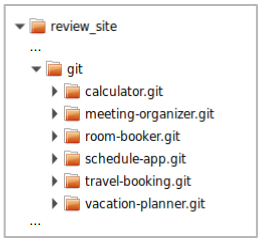 review_site
...
git
calculator.git
meeting-organizer.git
room-booker.git
schedule-app.git
travel-booking.git
vacation-planner.git
...